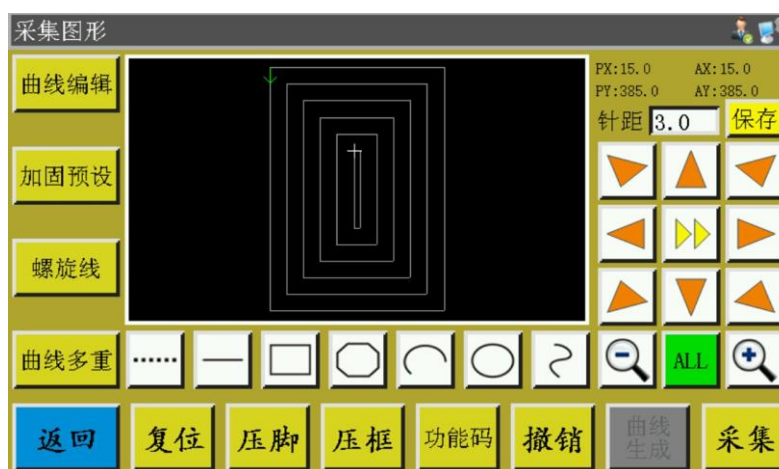 采集图形
曲线编辑
PX:15.0 AX:15.0
PY:385.0 AY:385.0
针距 3.0 保存
加固预设
螺旋线
曲线多重
ALL
返回 复位 压脚 压框 功能码 撤销 曲线生成 采集